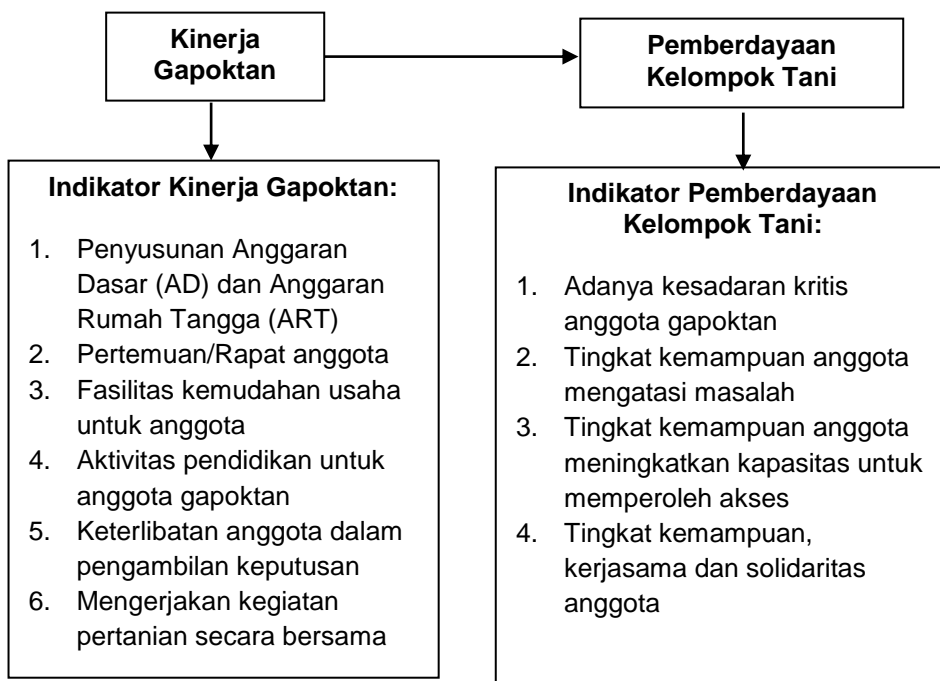 Kinerja
Gapoktan
Pemberdayaan
Kelompok Tani
Indikator Kinerja Gapoktan:
1. Penyusunan Anggaran
Dasar (AD) dan Anggaran
Rumah Tangga (ART)
2. Pertemuan/Rapat anggota
3. Fasilitas kemudahan usaha
untuk anggota
4. Aktivitas pendidikan untuk
anggota gapoktan
5. Keterlibatan anggota dalam
pengambilan keputusan
6. Mengerjakan kegiatan
pertanian secara bersama
Indikator Pemberdayaan
Kelompok Tani:
1. Adanya kesadaran kritis
anggota gapoktan
2. Tingkat kemampuan anggota
mengatasi masalah
3. Tingkat kemampuan anggota
meningkatkan kapasitas untuk
memperoleh akses
4. Tingkat kemampuan,
kerjasama dan solidaritas
anggota